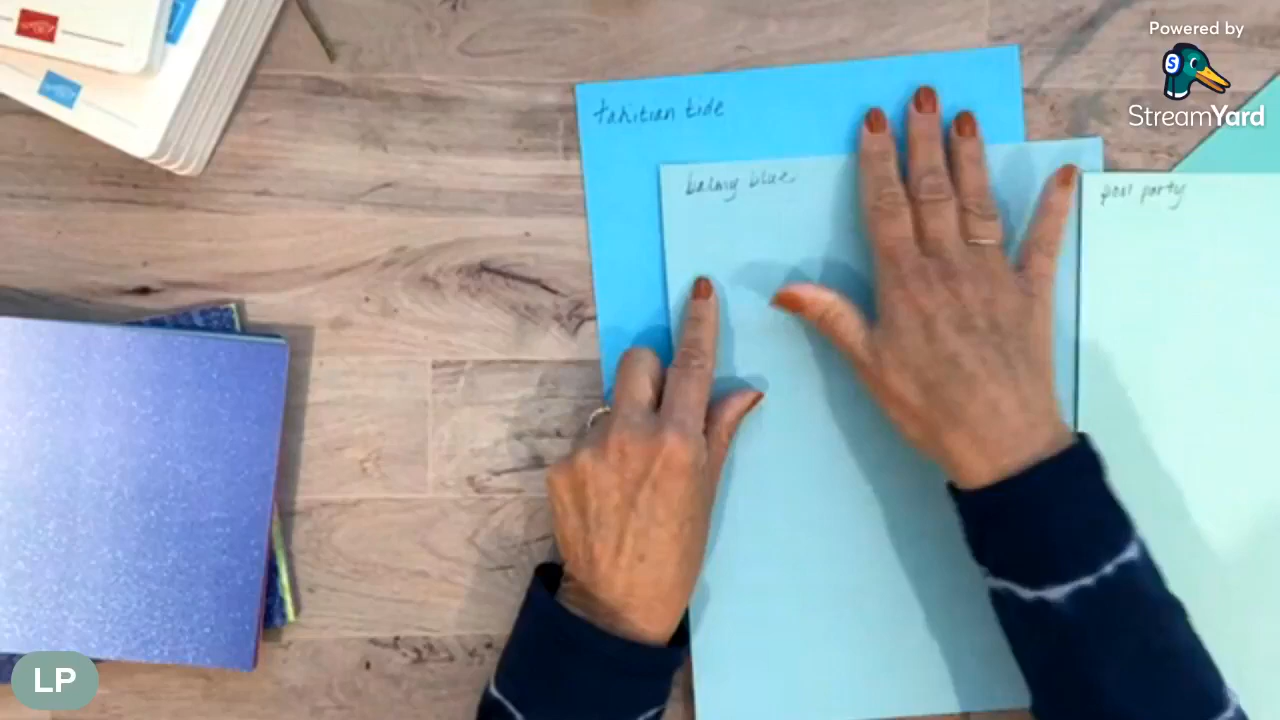 Powered by
StreamYard
tahitian tide
balmy blue
pool party
LP